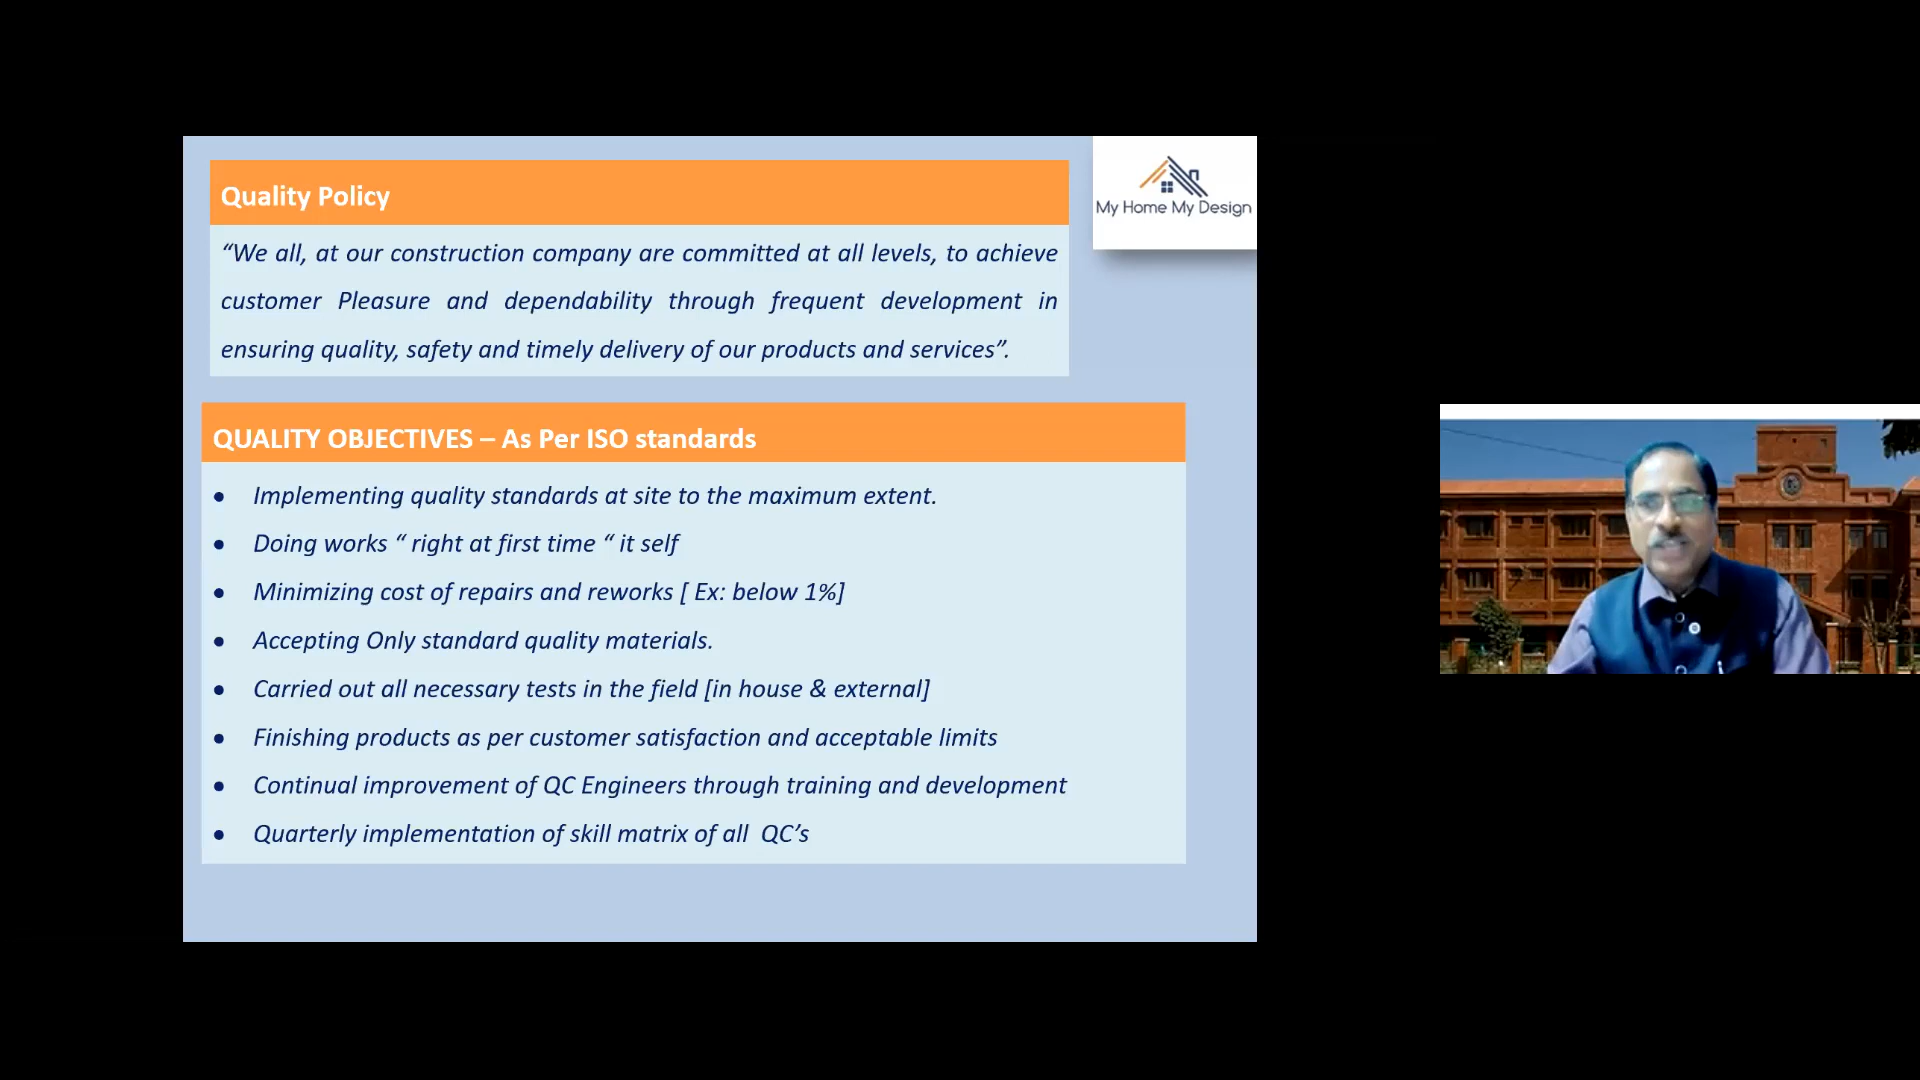 Quality Policy
My Home My Design
“We all, at our construction company are committed at all levels, to achieve
customer Pleasure and dependability through frequent development in
ensuring quality, safety and timely delivery of our products and services”.
QUALITY OBJECTIVES – As Per ISO standards
• Implementing quality standards at site to the maximum extent.
• Doing works “ right at first time “ it self
• Minimizing cost of repairs and reworks [ Ex: below 1%]
• Accepting Only standard quality materials.
• Carried out all necessary tests in the field [in house & external]
• Finishing products as per customer satisfaction and acceptable limits
• Continual improvement of QC Engineers through training and development
• Quarterly implementation of skill matrix of all  QC’s